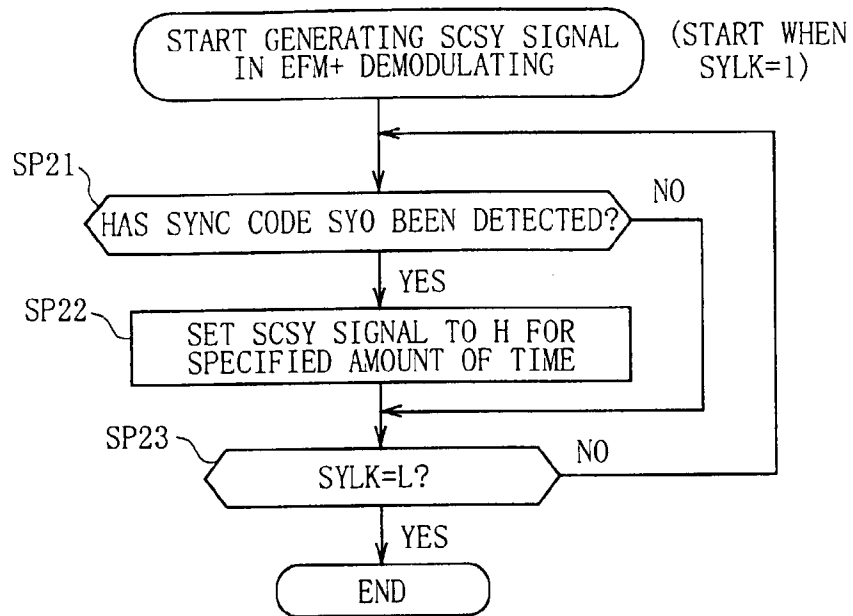 START GENERATING SCSY SIGNAL
IN EFM+ DEMODULATING
(START WHEN
SYLK=1)
SP21
HAS SYNC CODE SYO BEEN DETECTED?
NO
YES
SP22
SET SCSY SIGNAL TO H FOR
SPECIFIED AMOUNT OF TIME
SP23
SYLK=L?
NO
YES
END